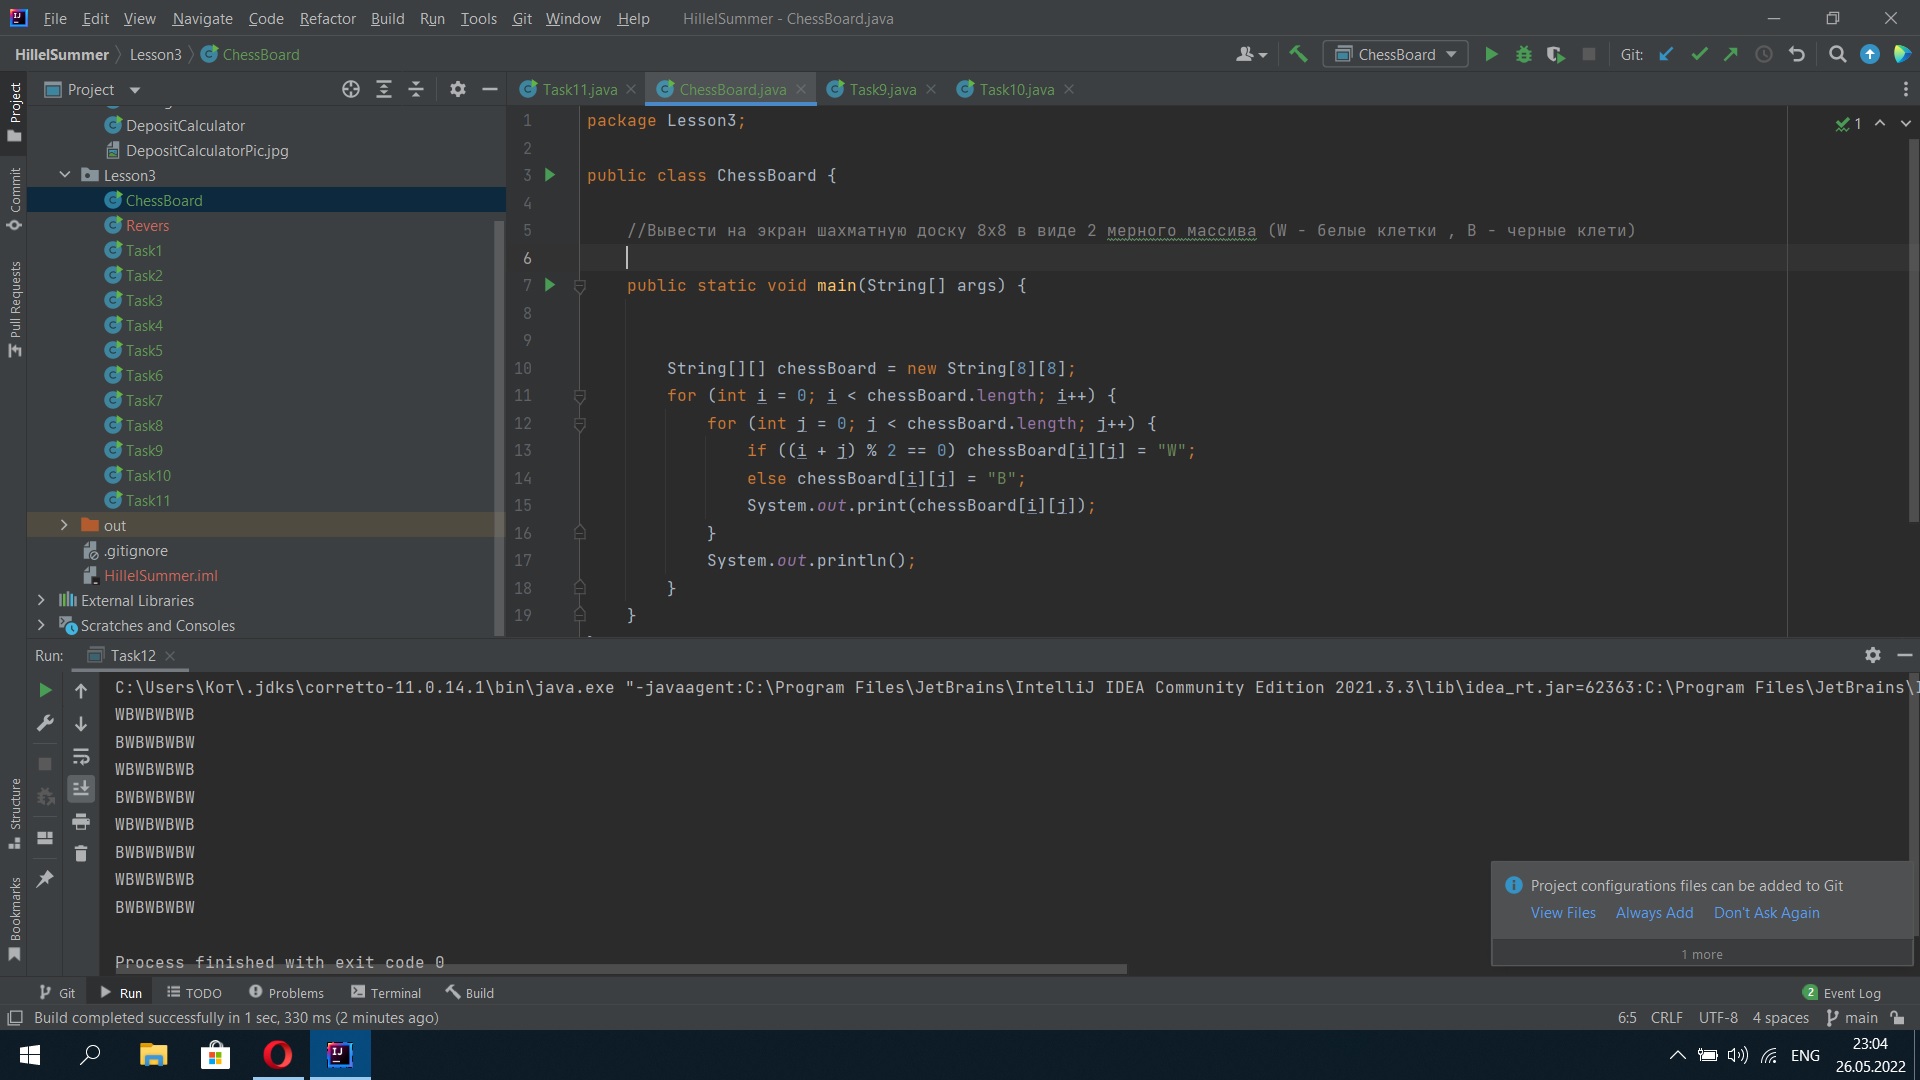 File Edit View Navigate Code Refactor Build Run Tools Git Window Help HillelSummer - ChessBoard.java
HillelSummer Lesson3 ChessBoard
ChessBoard
Git:
Project
Task11.java
ChessBoard.java
Task9.java
Task10.java
Project
Commit
Pull Requests
Structure
Bookmarks
DepositCalculator
DepositCalculatorPic.jpg
Lesson3
ChessBoard
Revers
Task1
Task2
Task3
Task4
Task5
Task6
Task7
Task8
Task9
Task10
Task11
out
.gitignore
HillelSummer.iml
External Libraries
Scratches and Consoles
1
1 package Lesson3;
2
3 public class ChessBoard {
4
5 //Вывести на экран шахматную доску 8х8 в виде 2 мерного массива (W - белые клетки , В - черные клети)
6
7 public static void main(String[] args) {
8
9
10 String[][] chessBoard = new String[8][8];
11 for (int i = 0; i < chessBoard.length; i++) {
12 for (int j = 0; j < chessBoard.length; j++) {
13 if ((i + j) % 2 == 0) chessBoard[i][j] = "W";
14 else chessBoard[i][j] = "B";
15 System.out.print(chessBoard[i][j]);
16 }
17 System.out.println();
18 }
19 }
Run: Task12
C:\Users\Кот\.jdks\corretto-11.0.14.1\bin\java.exe "-javaagent:C:\Program Files\JetBrains\IntelliJ IDEA Community Edition 2021.3.3\lib\idea_rt.jar=62363:C:\Program Files\JetBrains\
WBWBWBWB
BWBWBWBW
WBWBWBWB
BWBWBWBW
WBWBWBWB
BWBWBWBW
WBWBWBWB
BWBWBWBW
Process finished with exit code 0
Project configurations files can be added to Git
View Files Always Add Don't Ask Again
1 more
Git Run TODO Problems Terminal Build
2 Event Log
Build completed successfully in 1 sec, 330 ms (2 minutes ago)
6:5 CRLF UTF-8 4 spaces main
ENG
23:04
26.05.2022